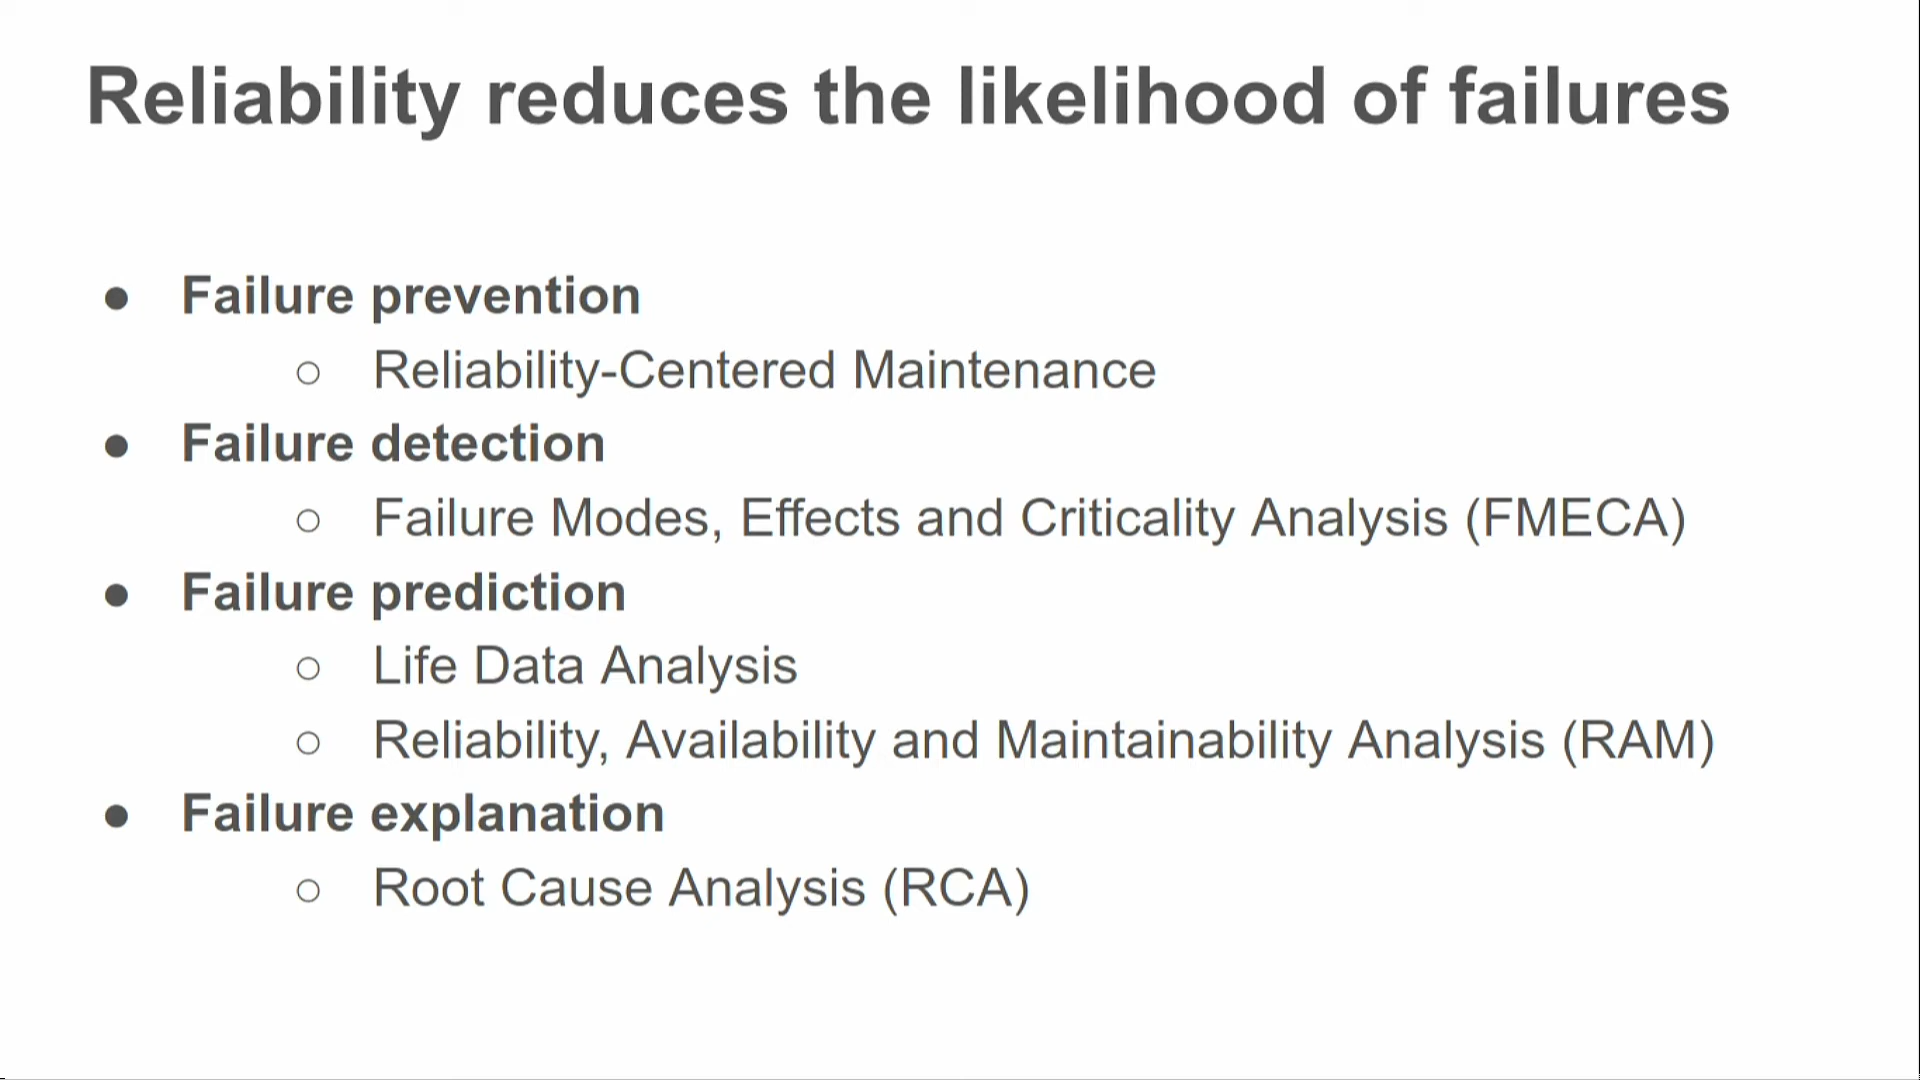 Reliability reduces the likelihood of failures
● Failure prevention
○ Reliability-Centered Maintenance
● Failure detection
○ Failure Modes, Effects and Criticality Analysis (FMECA)
● Failure prediction
○ Life Data Analysis
○ Reliability, Availability and Maintainability Analysis (RAM)
● Failure explanation
○ Root Cause Analysis (RCA)